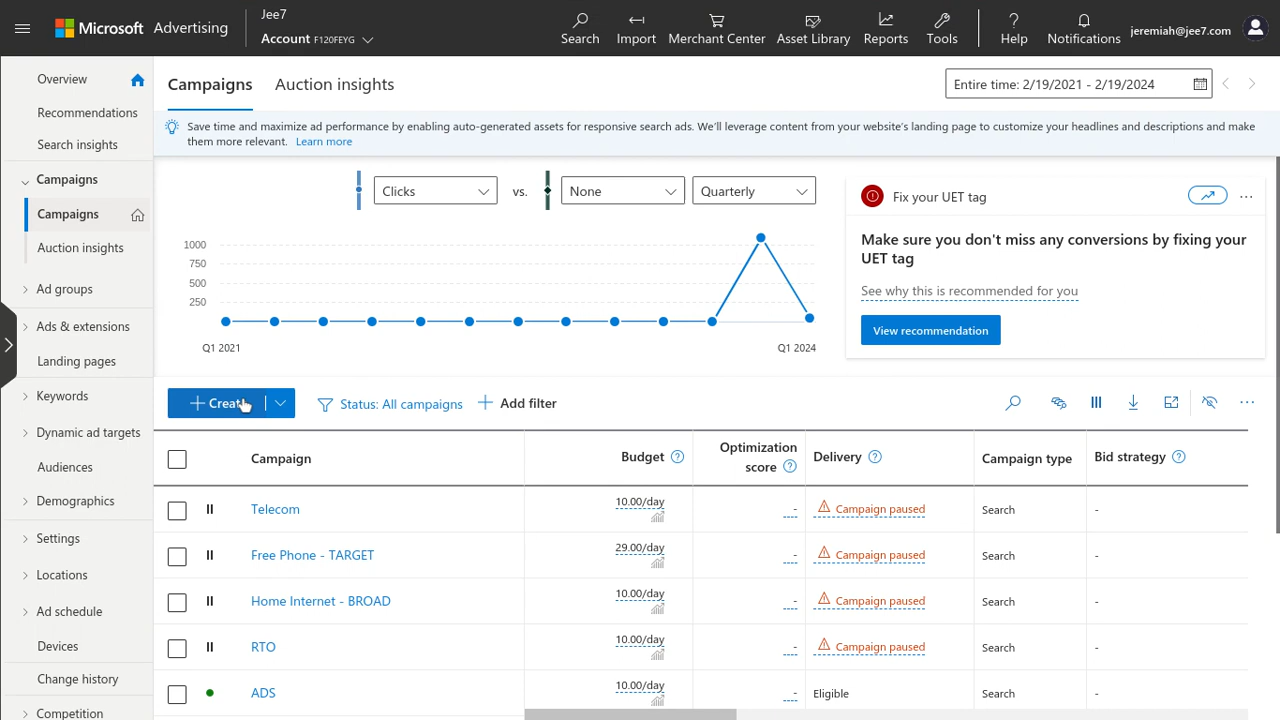 Microsoft Advertising
Jee7
Account F120FEYG
Search
Import
Merchant Center
Asset Library
Reports
Tools
Help
Notifications
jeremiah@jee7.com
Overview
Recommendations
Search insights
Campaigns
Campaigns
Auction insights
Ad groups
Ads & extensions
Landing pages
Keywords
Dynamic ad targets
Audiences
Demographics
Settings
Locations
Ad schedule
Devices
Change history
Competition
Campaigns
Auction insights
Entire time: 2/19/2021 - 2/19/2024
Save time and maximize ad performance by enabling auto-generated assets for responsive search ads. We'll leverage content from your website's landing page to customize your headlines and descriptions and make
them more relevant. Learn more
Clicks
vs.
None
Quarterly
1000
750
500
250
Q1 2021
Q1 2024
Fix your UET tag
Make sure you don't miss any conversions by fixing your
UET tag
See why this is recommended for you
View recommendation
Create
Status: All campaigns
Add filter
Campaign
Budget
Optimization
score
Delivery
Campaign type
Bid strategy
Telecom 10.00/day - Campaign paused Search -
Free Phone - TARGET 29.00/day - Campaign paused Search -
Home Internet - BROAD 10.00/day - Campaign paused Search -
RTO 10.00/day - Campaign paused Search -
ADS 10.00/day - Eligible Search -